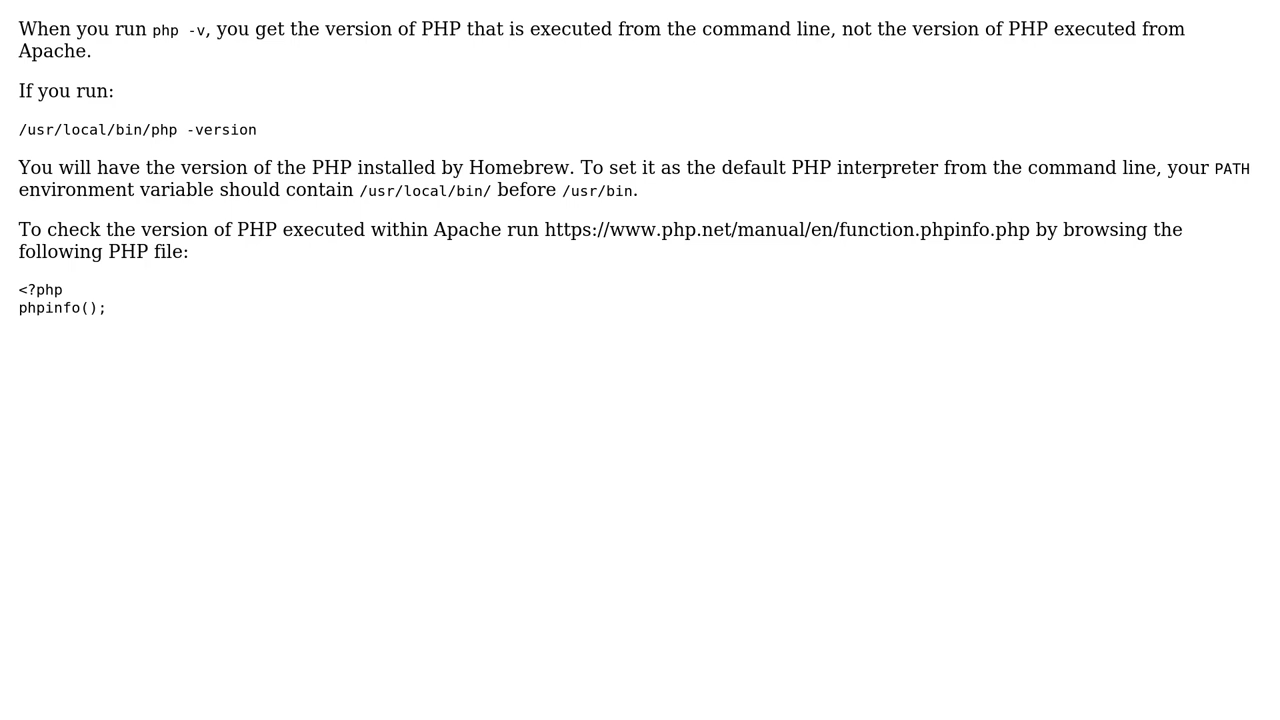 When you run php -v, you get the version of PHP that is executed from the command line, not the version of PHP executed from
Apache.
If you run:
/usr/local/bin/php -version
You will have the version of the PHP installed by Homebrew. To set it as the default PHP interpreter from the command line, your PATH
environment variable should contain /usr/local/bin/ before /usr/bin.
To check the version of PHP executed within Apache run https://www.php.net/manual/en/function.phpinfo.php by browsing the
following PHP file:
<?php
phpinfo();